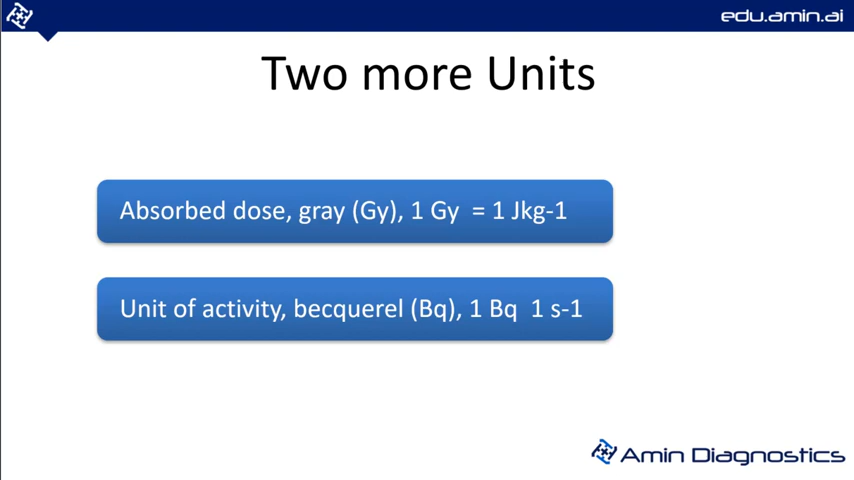 edu.amin.ai
Two more Units
Absorbed dose, gray (Gy), 1 Gy  = 1 Jkg-1
Unit of activity, becquerel (Bq), 1 Bq  1 s-1
Amin Diagnostics